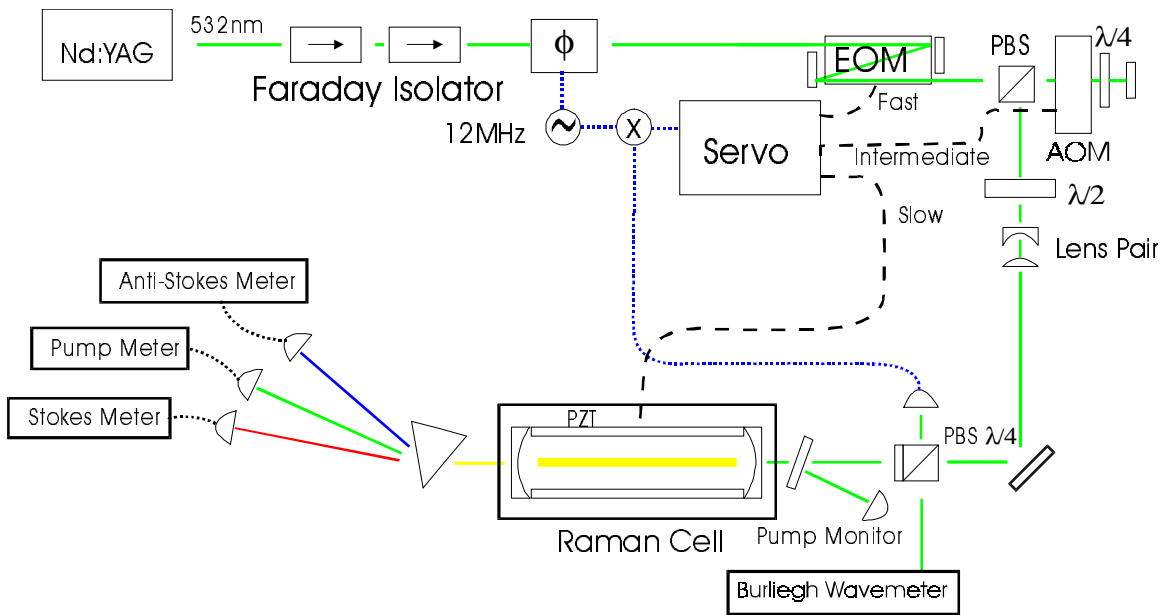 532nm
Nd:YAG
Faraday Isolator
ϕ
EOM
PBS
λ/4
Fast
12MHz
~
X
Servo
Intermediate
AOM
λ/2
Slow
Lens Pair
Anti-Stokes Meter
Pump Meter
Stokes Meter
PZT
PBS λ/4
Raman Cell
Pump Monitor
Burliegh Wavemeter